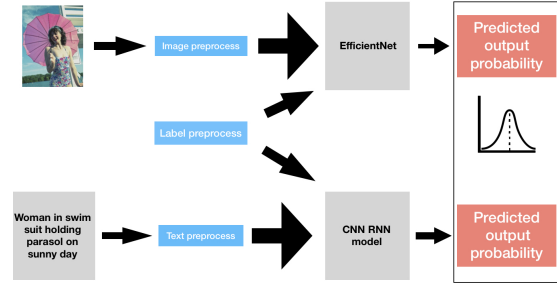 Image preprocess
EfficientNet
Predicted
output
probability
Label preprocess
Woman in swim
suit holding
parasol on
sunny day
Text preprocess
CNN RNN
model
Predicted
output
probability